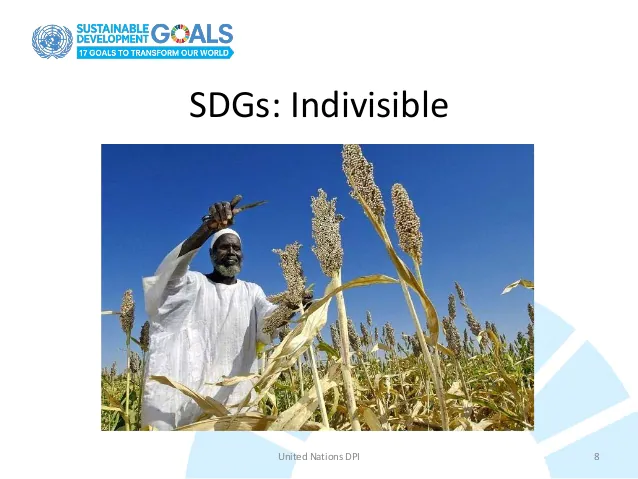 SUSTAINABLE
DEVELOPMENT GOALS
17 GOALS TO TRANSFORM OUR WORLD
SDGs: Indivisible
United Nations DPI
8